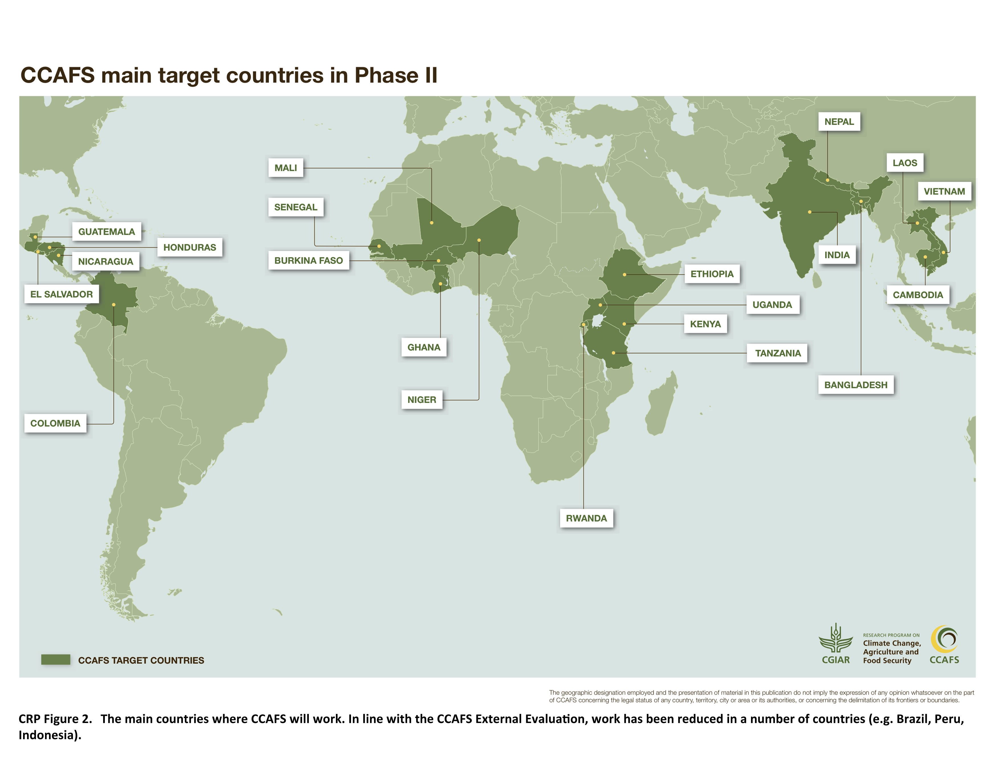 CCAFS main target countries in Phase II
NEPAL
LAOS
MALI
VIETNAM
SENEGAL
GUATEMALA
HONDURAS
INDIA
NICARAGUA
BURKINA FASO
ETHIOPIA
EL SALVADOR
CAMBODIA
UGANDA
KENYA
GHANA
TANZANIA
BANGLADESH
NIGER
COLOMBIA
RWANDA
CCAFS TARGET COUNTRIES
CGIAR
RESEARCH PROGRAM ON
Climate Change,
Agriculture and
Food Security
CCAFS
The geographic designation employed and the presentation of material in this publication do not imply the expression of any opinion whatsoever on the part
of CCAFS concerning the legal status of any country, territory, city or area or its authorities, or concerning the delimitation of its frontiers or boundaries.
CRP Figure 2. The main countries where CCAFS will work. In line with the CCAFS External Evaluation, work has been reduced in a number of countries (e.g. Brazil, Peru,
Indonesia).